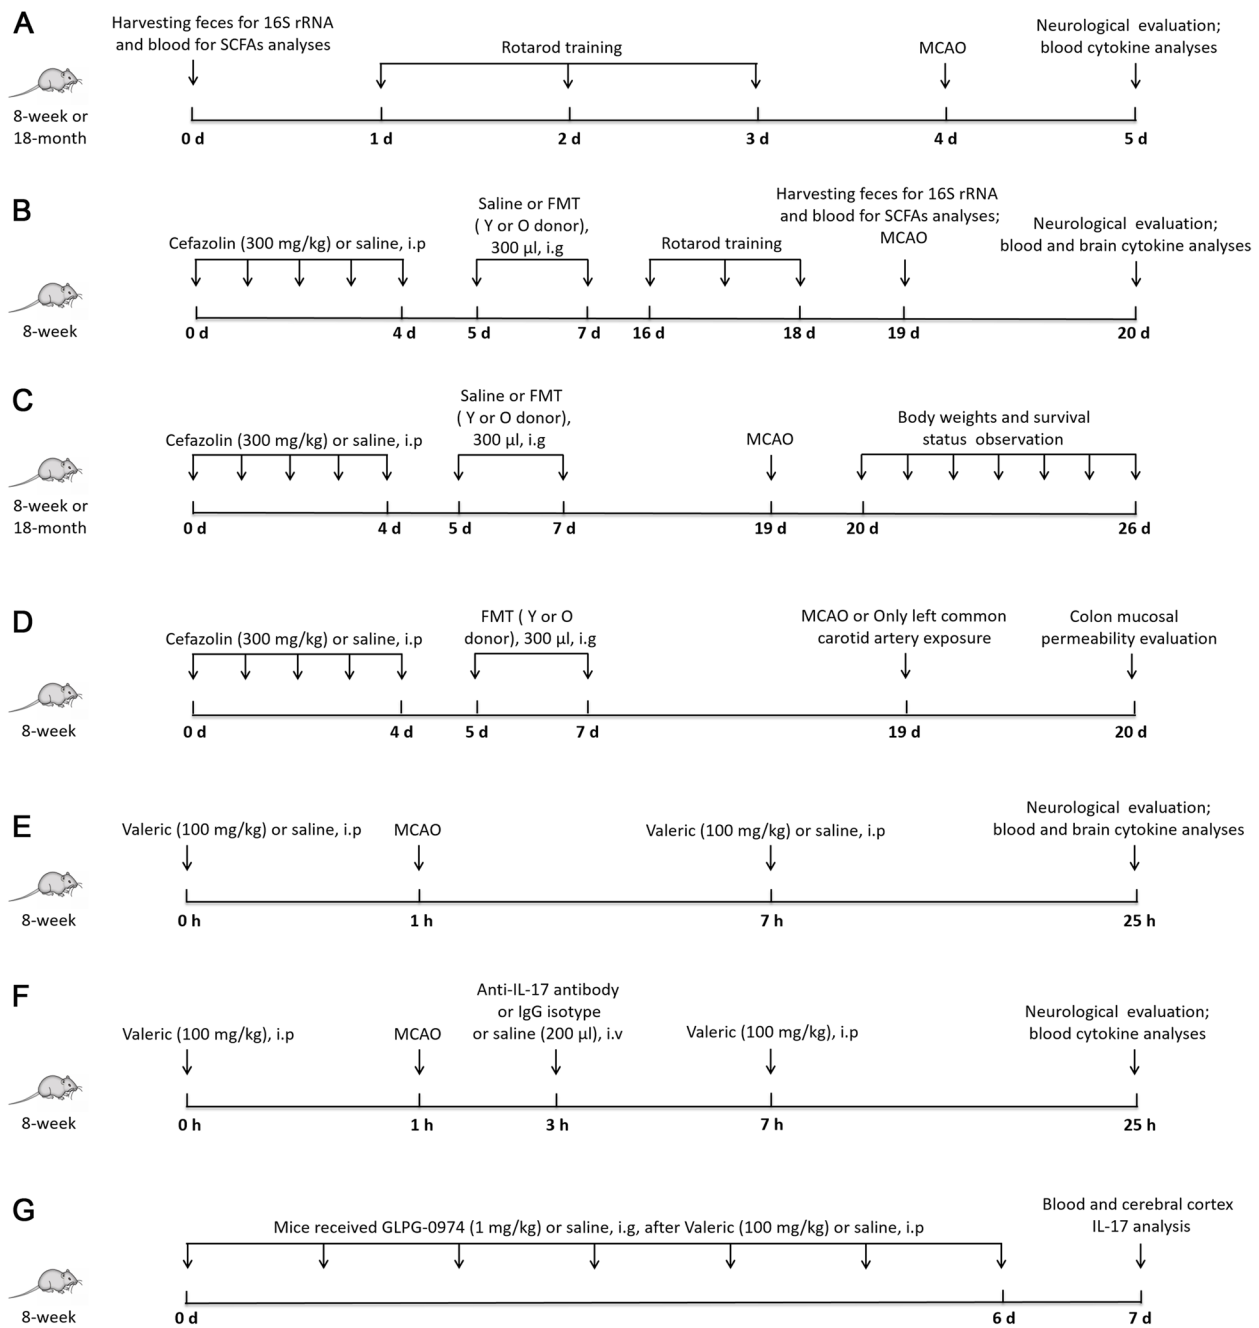 A
Harvesting feces for 16S rRNA
and blood for SCFAs analyses
Rotarod training
MCAO
Neurological evaluation;
blood cytokine analyses
8-week or
18-month
0 d 1 d 2 d 3 d 4 d 5 d
B
Cefazolin (300 mg/kg) or saline, i.p
Saline or FMT
( Y or O donor),
300 µl, i.g
Rotarod training
Harvesting feces for 16S rRNA
and blood for SCFAs analyses;
MCAO
Neurological evaluation;
blood and brain cytokine analyses
8-week
0 d 4 d 5 d 7 d 16 d 18 d 19 d 20 d
C
Cefazolin (300 mg/kg) or saline, i.p
Saline or FMT
( Y or O donor),
300 µl, i.g
MCAO
Body weights and survival
status observation
8-week or
18-month
0 d 4 d 5 d 7 d 19 d 20 d 26 d
D
Cefazolin (300 mg/kg) or saline, i.p
FMT ( Y or O
donor), 300 µl, i.g
MCAO or Only left common
carotid artery exposure
Colon mucosal
permeability evaluation
8-week
0 d 4 d 5 d 7 d 19 d 20 d
E
Valeric (100 mg/kg) or saline, i.p
MCAO
Valeric (100 mg/kg) or saline, i.p
Neurological evaluation;
blood and brain cytokine analyses
8-week
0 h 1 h 7 h 25 h
F
Valeric (100 mg/kg), i.p
MCAO
Anti-IL-17 antibody
or IgG isotype
or saline (200 µl), i.v
Valeric (100 mg/kg), i.p
Neurological evaluation;
blood cytokine analyses
8-week
0 h 1 h 3 h 7 h 25 h
G
Mice received GLPG-0974 (1 mg/kg) or saline, i.g, after Valeric (100 mg/kg) or saline, i.p
Blood and cerebral cortex
IL-17 analysis
8-week
0 d 6 d 7 d